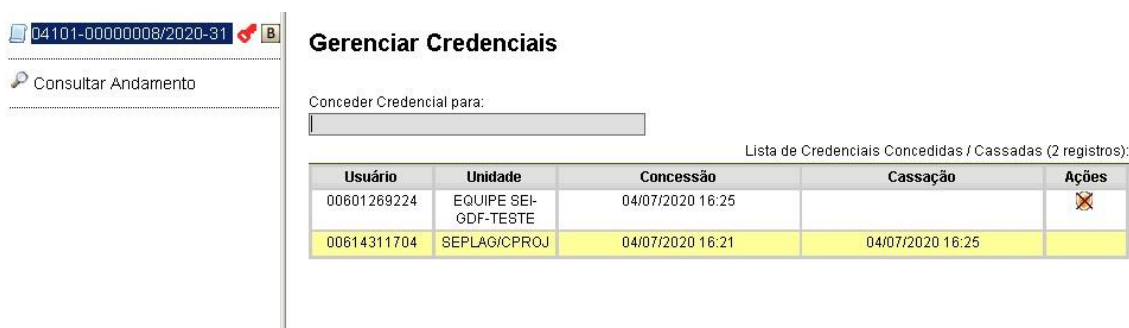 04101-00000008/2020-31 B
Consultar Andamento
Gerenciar Credenciais
Conceder Credencial para:
Lista de Credenciais Concedidas / Cassadas (2 registros):
Usuário Unidade Concessão Cassação Ações
00601269224 EQUIPE SEI-GDF-TESTE 04/07/2020 16:25
00614311704 SEPLAG/CPROJ 04/07/2020 16:21 04/07/2020 16:25